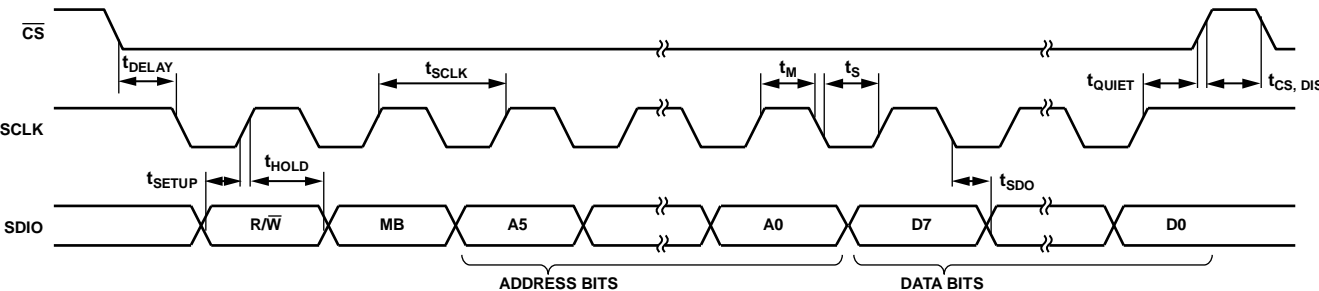 CS
tDELAY
tSCLK
tM
tS
tQUIET
tCS, DIS
SCLK
tSETUP
tHOLD
tSDO
SDIO
R/W
MB
A5
A0
D7
D0
ADDRESS BITS
DATA BITS